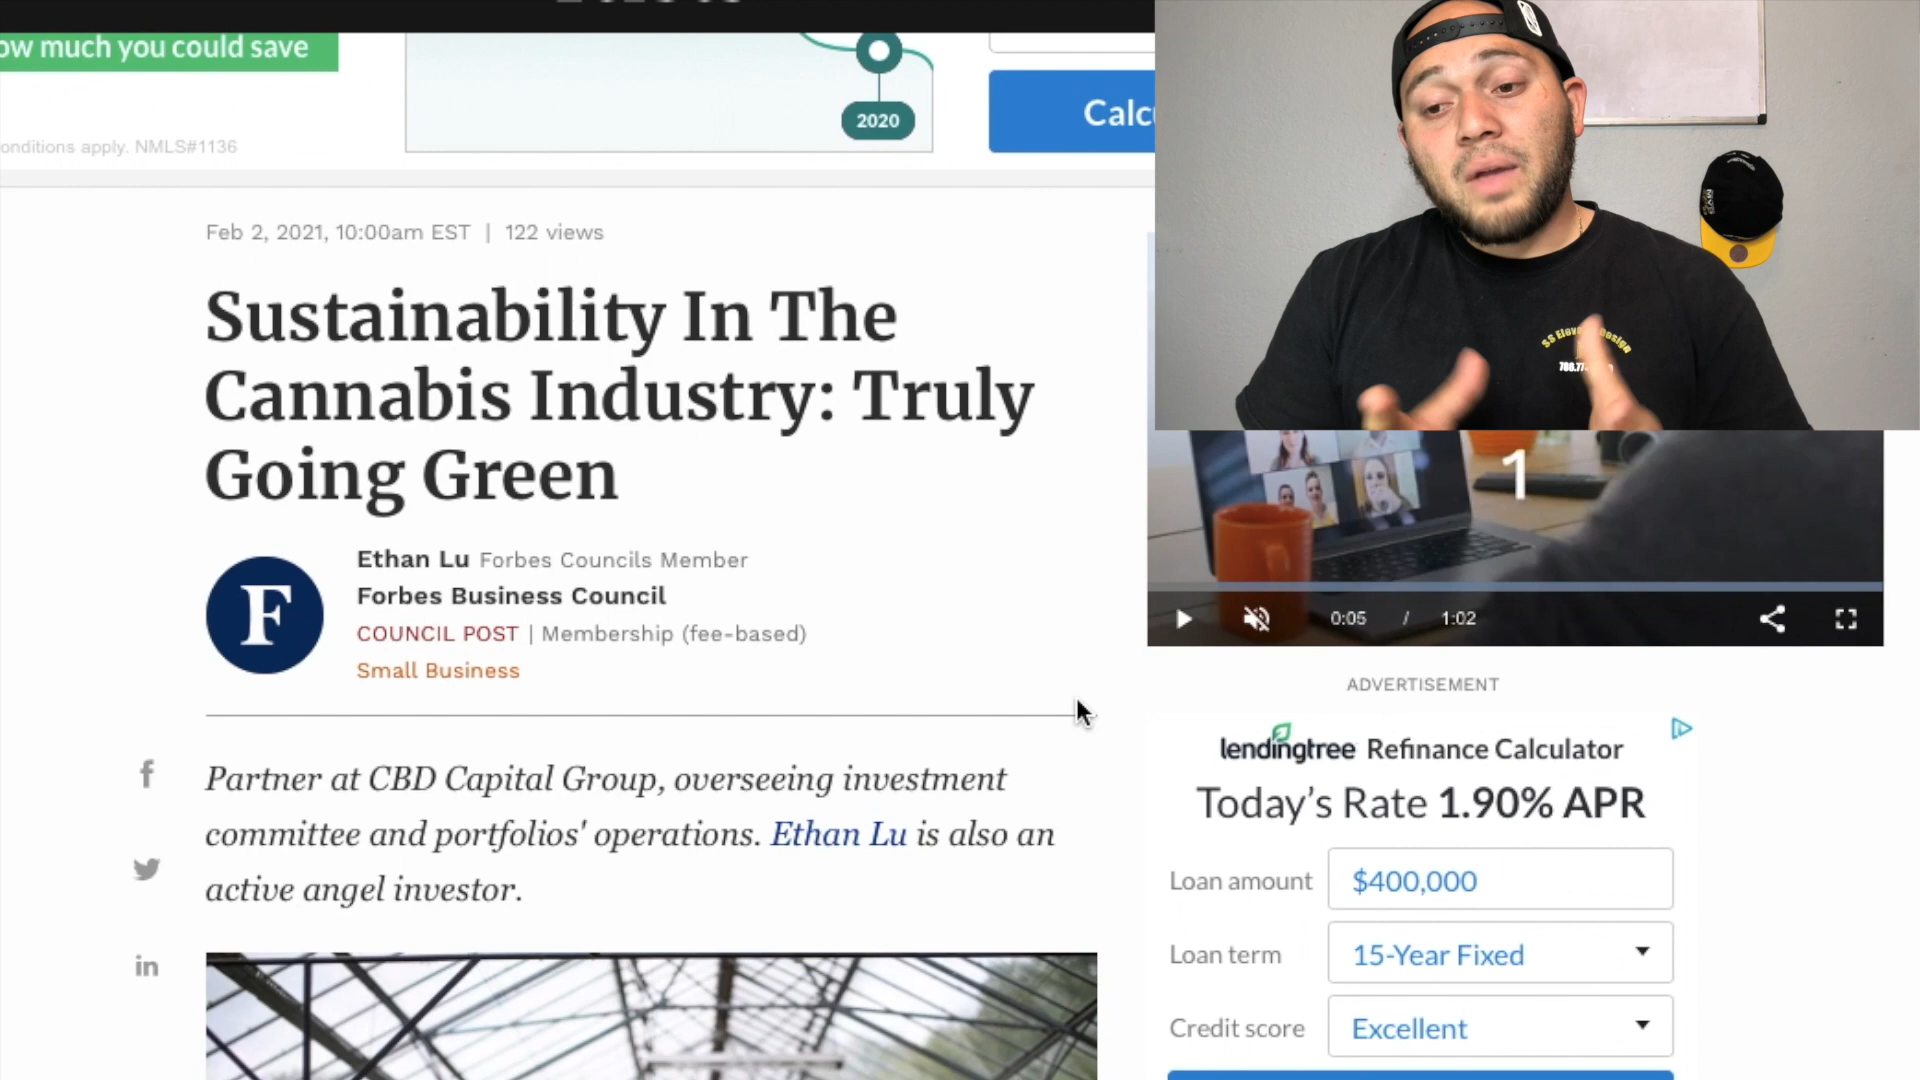 ow much you could save
2020
onditions apply. NMLS#1136
Feb 2, 2021, 10:00am EST | 122 views
Sustainability In The
Cannabis Industry: Truly
Going Green
F
Ethan Lu Forbes Councils Member
Forbes Business Council
COUNCIL POST | Membership (fee-based)
Small Business
Partner at CBD Capital Group, overseeing investment
committee and portfolios' operations. Ethan Lu is also an
active angel investor.
f
in
1
0:05 / 1:02
ADVERTISEMENT
lendingtree Refinance Calculator
Today's Rate 1.90% APR
Loan amount $400,000
Loan term 15-Year Fixed
Credit score Excellent